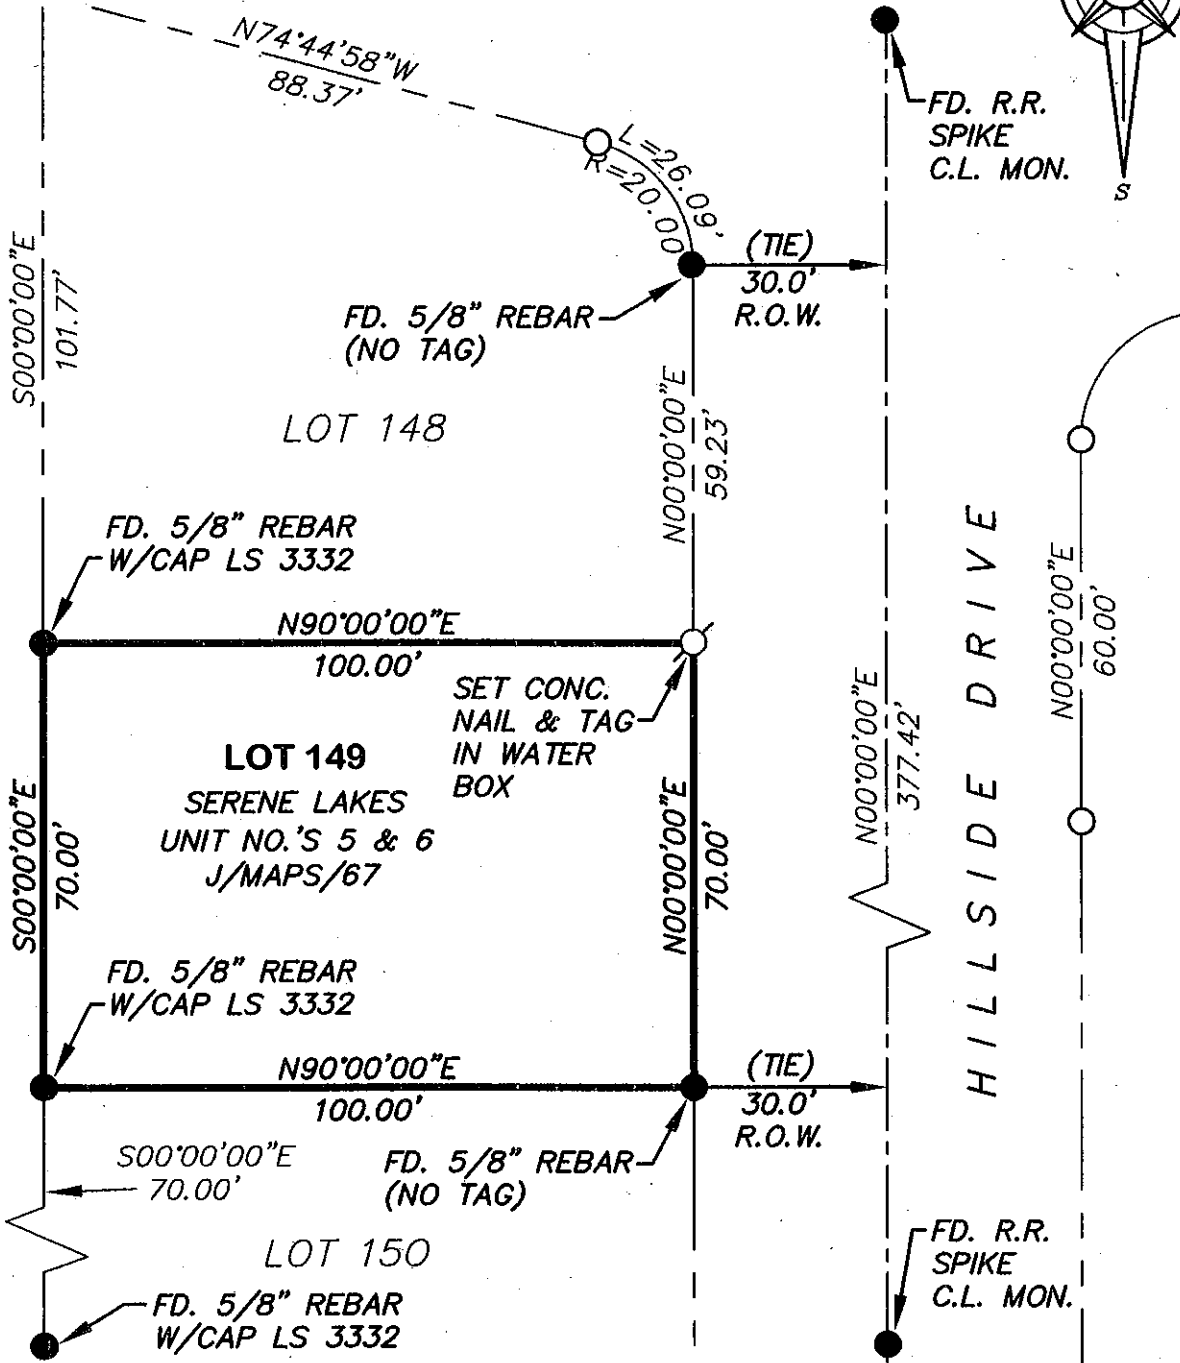 N74°44'58"W
88.37'
L=26.09'
R=20.00
FD. R.R.
SPIKE
C.L. MON.
S
S00°00'00"E
101.77'
(TIE)
30.0'
R.O.W.
FD. 5/8" REBAR
(NO TAG)
LOT 148
N00°00'00"E
59.23'
FD. 5/8" REBAR
W/CAP LS 3332
N90°00'00"E
100.00'
SET CONC.
NAIL & TAG
IN WATER
BOX
LOT 149
SERENE LAKES
UNIT NO.'S 5 & 6
J/MAPS/67
S00°00'00"E
70.00'
N00°00'00"E
70.00'
N00°00'00"E
377.42'
HILLSIDE DRIVE
N00°00'00"E
60.00'
FD. 5/8" REBAR
W/CAP LS 3332
N90°00'00"E
100.00'
(TIE)
30.0'
R.O.W.
S00°00'00"E
70.00'
FD. 5/8" REBAR
(NO TAG)
LOT 150
FD. R.R.
SPIKE
C.L. MON.
FD. 5/8" REBAR
W/CAP LS 3332